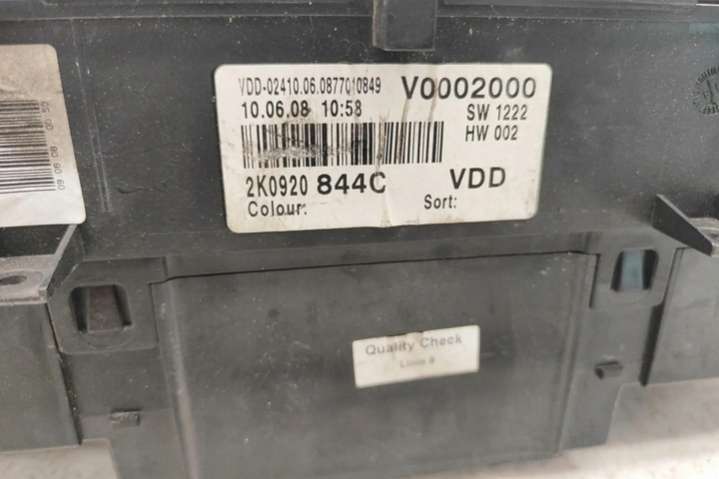 VDD-02410.06.0877010849
V0002000
10.06.08 10:58
SW 1222
HW 002
2K0920 844C
VDD
Colour:
Sort:
Quality Check